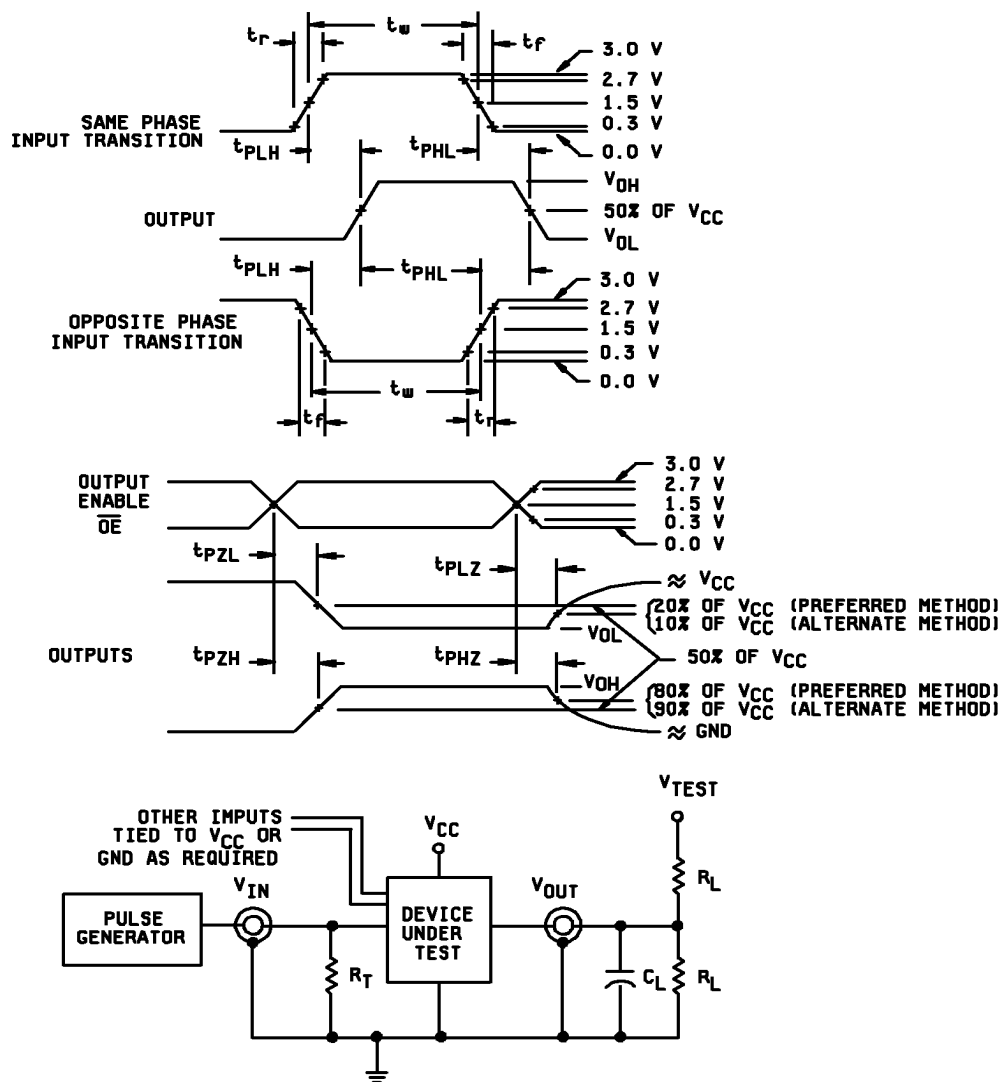 tr
tw
tf
3.0 V
2.7 V
1.5 V
0.3 V
0.0 V
SAME PHASE
INPUT TRANSITION
tPLH
tPHL
VOH
OUTPUT
50% OF VCC
VOL
tPLH
tPHL
3.0 V
2.7 V
OPPOSITE PHASE
INPUT TRANSITION
1.5 V
0.3 V
0.0 V
tw
tf
tr
OUTPUT
ENABLE
OE
3.0 V
2.7 V
1.5 V
0.3 V
0.0 V
tPZL
tPLZ
≈ VCC
20% OF VCC (PREFERRED METHOD)
10% OF VCC (ALTERNATE METHOD)
VOL
OUTPUTS
tPZH
tPHZ
50% OF VCC
VOH
80% OF VCC (PREFERRED METHOD)
90% OF VCC (ALTERNATE METHOD)
≈ GND
VTEST
OTHER IMPUTS
TIED TO VCC OR
GND AS REQUIRED
VCC
RL
VIN
VOUT
PULSE
GENERATOR
DEVICE
UNDER
TEST
RT
CL
RL